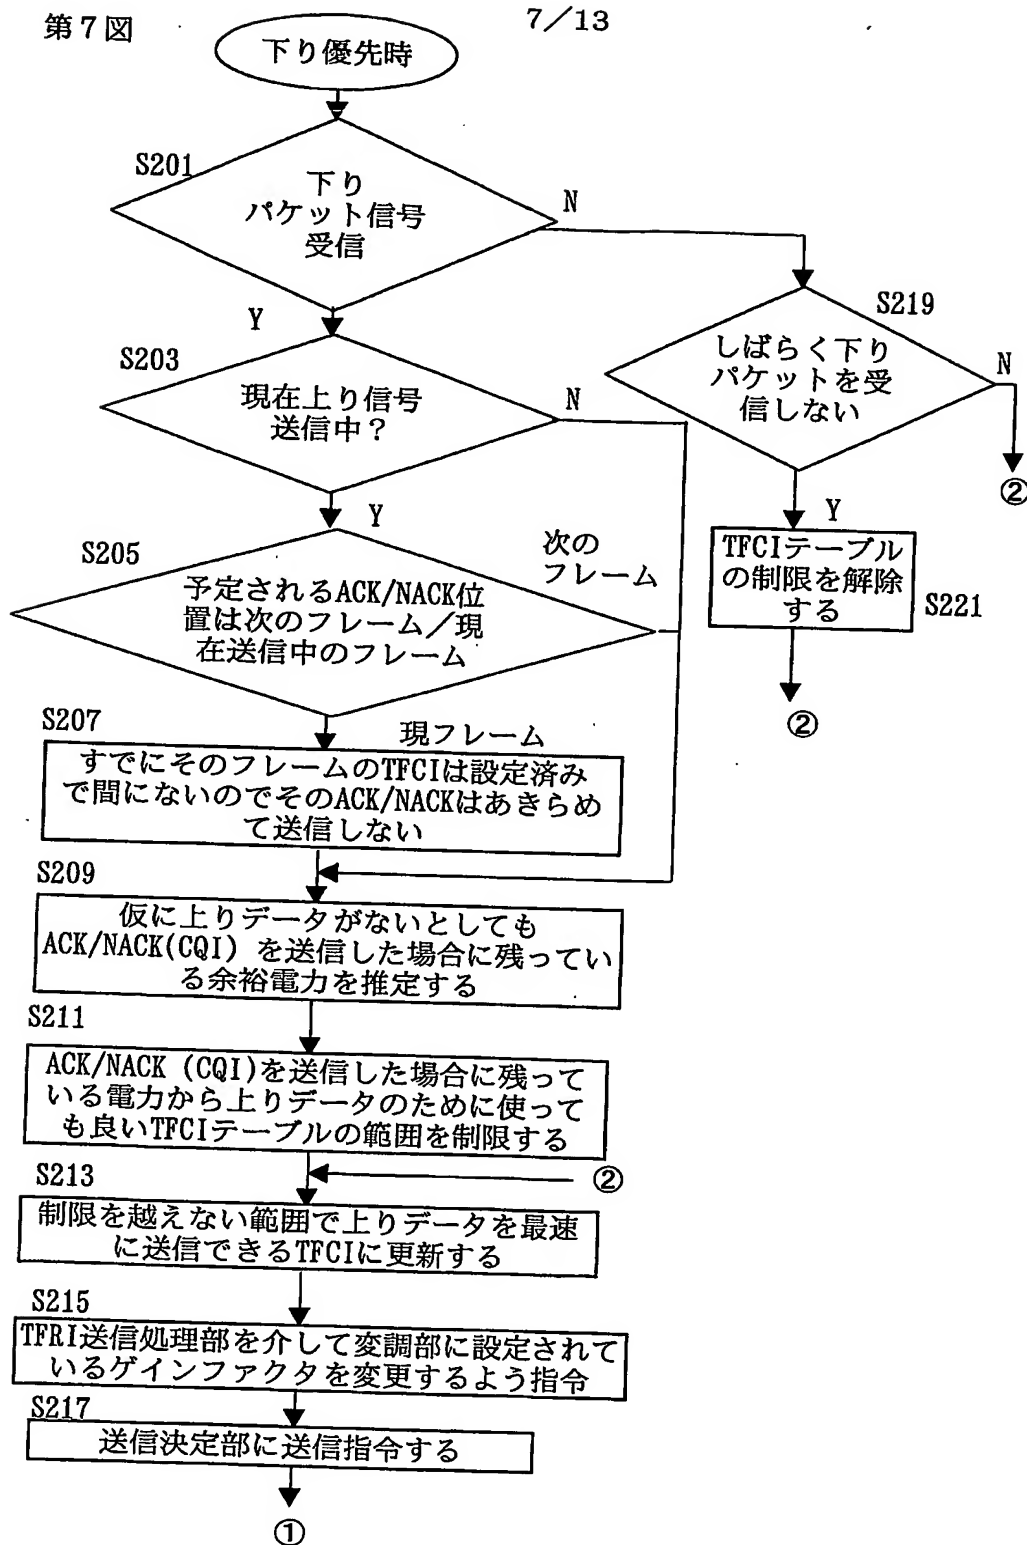 第7図
7/13
下り優先時
S201
下り
パケット信号
受信
N
Y
S219
しばらく下り
パケットを受
信しない
N
②
S203
現在上り信号
送信中?
N
Y
Y
TFCIテーブル
の制限を解除
する
S221
②
S205
次の
フレーム
予定されるACK/NACK位
置は次のフレーム/現
在送信中のフレーム
S207
現フレーム
すでにそのフレームのTFCIは設定済み
で間にないのでそのACK/NACKはあきらめ
て送信しない
S209
仮に上りデータがないとしても
ACK/NACK(CQI) を送信した場合に残ってい
る余裕電力を推定する
S211
ACK/NACK (CQI)を送信した場合に残って
いる電力から上りデータのために使って
も良いTFCIテーブルの範囲を制限する
②
S213
制限を越えない範囲で上りデータを最速
に送信できるTFCIに更新する
S215
TFRI送信処理部を介して変調部に設定されて
いるゲインファクタを変更するよう指令
S217
送信決定部に送信指令する
①